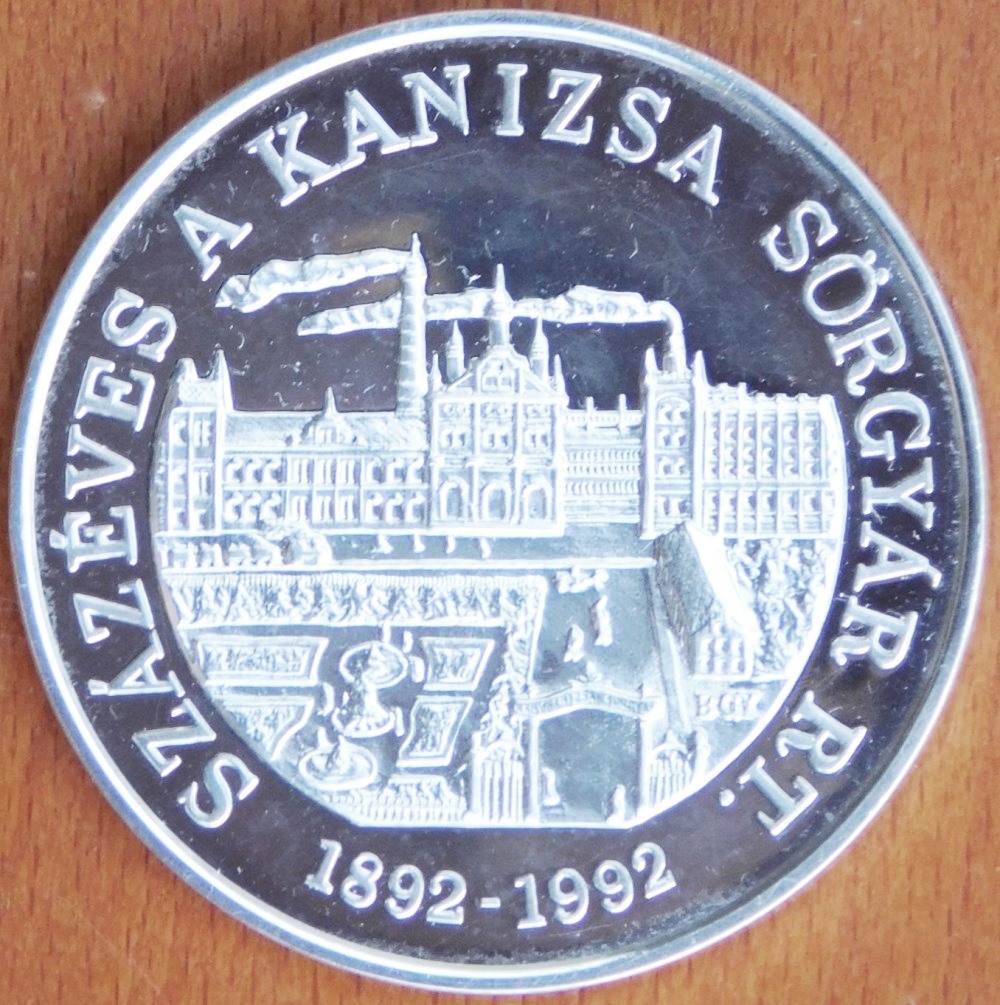 SZÁZÉVES A KANIZSA SÖRGYÁR RT.
1892-1992